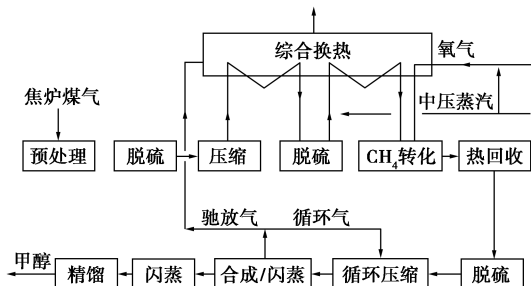 综合换热
氧气
焦炉煤气
中压蒸汽
预处理
脱硫
压缩
脱硫
CH4转化
热回收
驰放气
循环气
甲醇
精馏
闪蒸
合成/闪蒸
循环压缩
脱硫